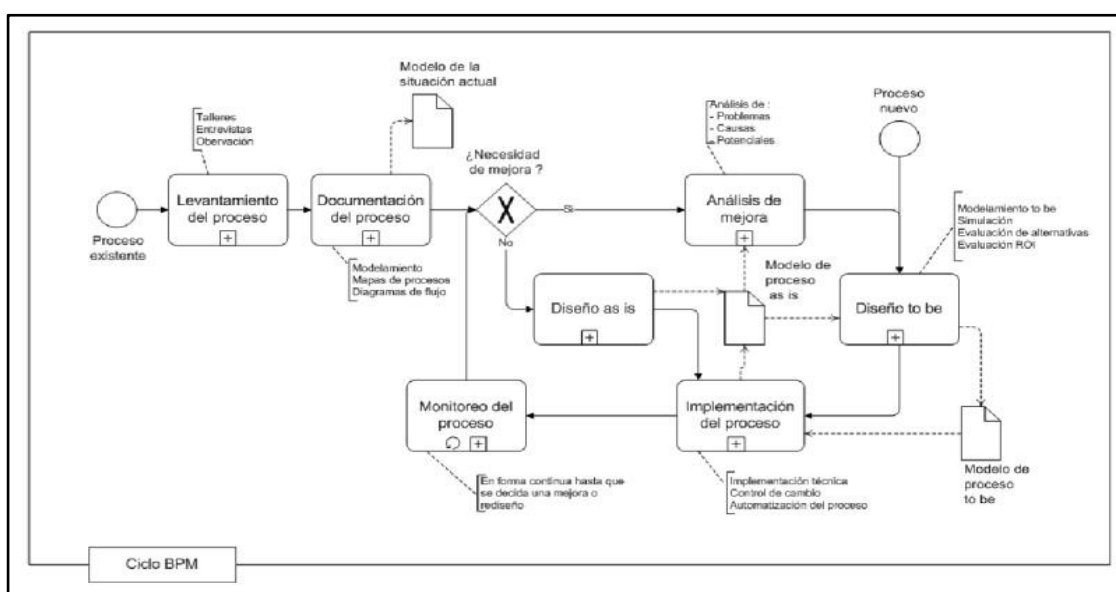 Modelo de la
situación actual
Talleres
Entrevistas
Obervación
Análisis de :
- Problemas
- Causas
- Potenciales
Proceso
nuevo
¿Necesidad
de mejora ?
Levantamiento
del proceso
Documentación
del proceso
X
Si
Análisis de
mejora
Proceso
existente
No
Modelamiento to be
Simulación
Evaluación de alternativas
Evaluación ROI
Modelamiento
Mapas de procesos
Diagramas de flujo
Modelo de
proceso
as is
Diseño as is
Diseño to be
Monitoreo del
proceso
Implementación
del proceso
En forma continua hasta que
se decida una mejora o
rediseño
Implementación técnica
Control de cambio
Automatización del proceso
Modelo de
proceso
to be
Ciclo BPM